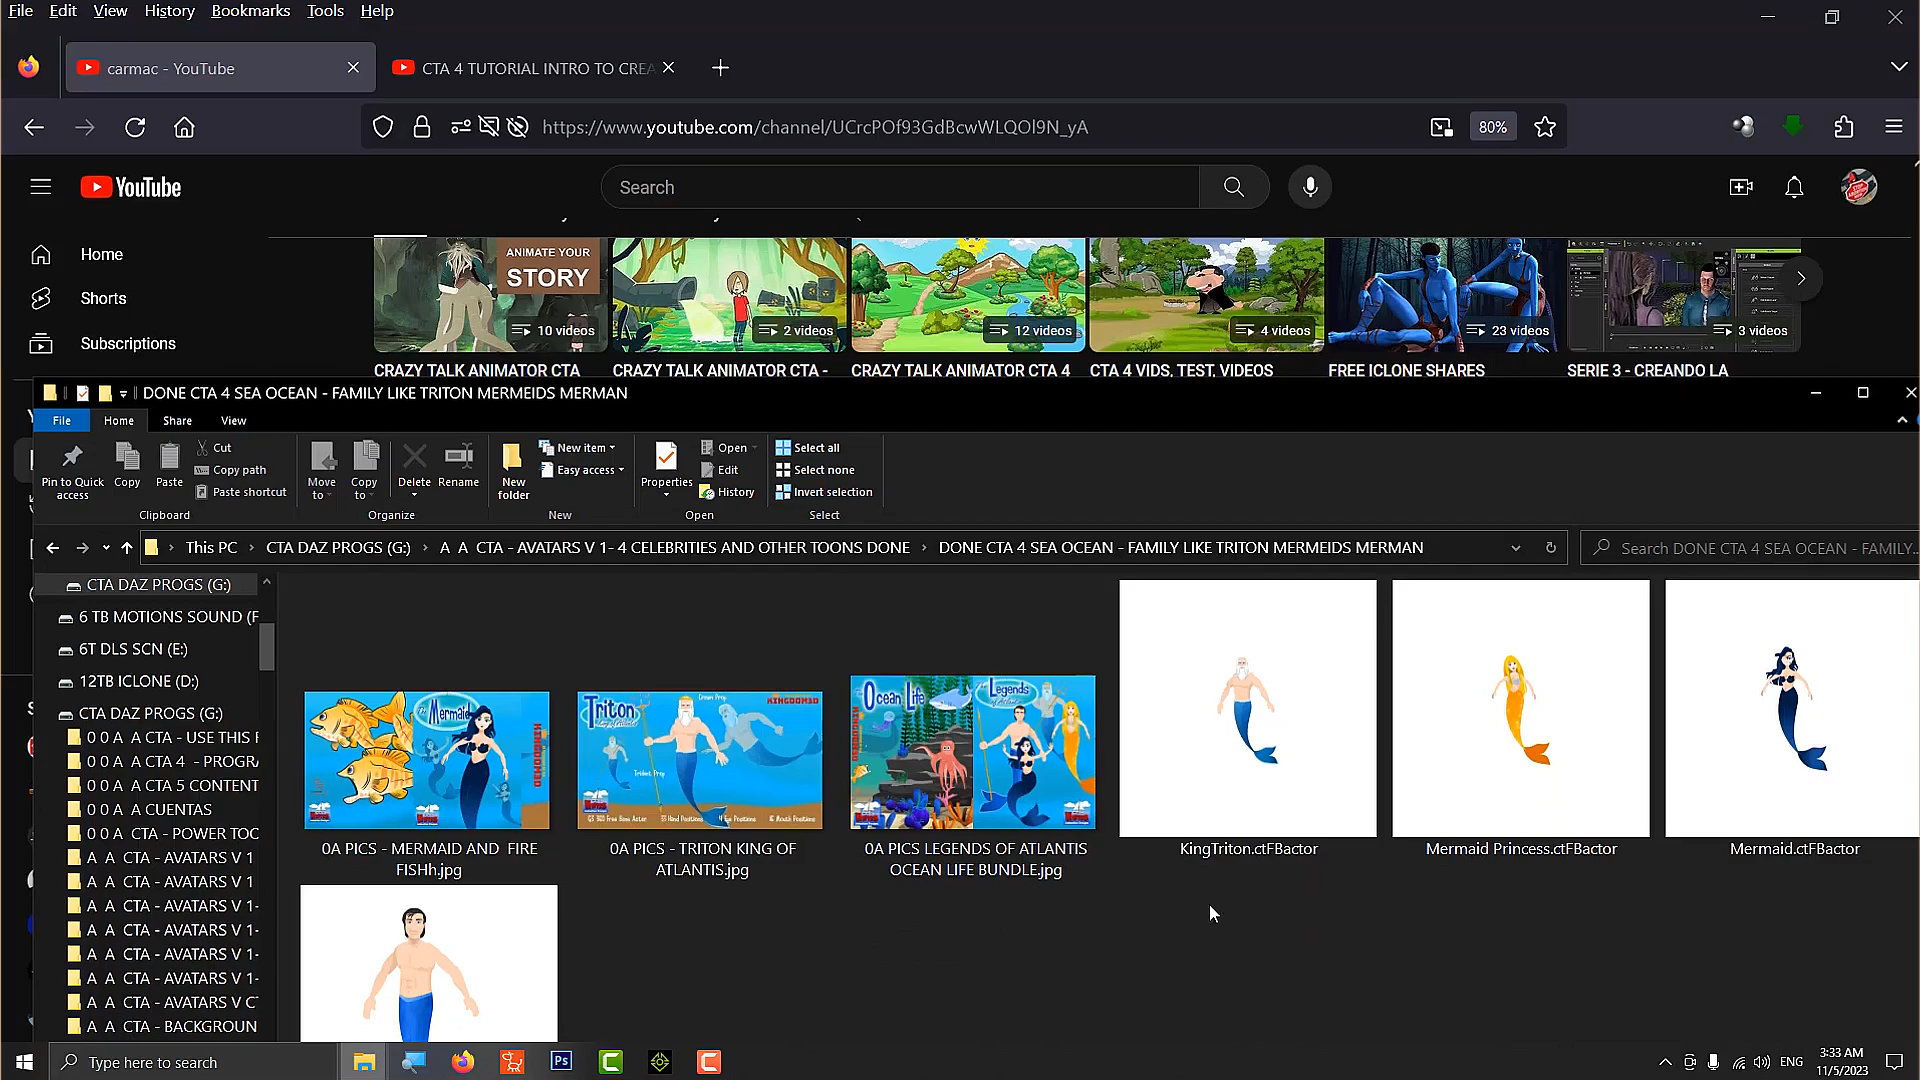 File Edit View History Bookmarks Tools Help
carmac - YouTube
CTA 4 TUTORIAL INTRO TO CREA
https://www.youtube.com/channel/UCrcPOf93GdBcwWLQOl9N_yA
80%
YouTube
Search
Home
Shorts
Subscriptions
ANIMATE YOUR
STORY
10 videos
2 videos
12 videos
4 videos
23 videos
3 videos
CRAZY TALK ANIMATOR CTA
CRAZY TALK ANIMATOR CTA -
CRAZY TALK ANIMATOR CTA 4
CTA 4 VIDS, TEST, VIDEOS
FREE ICLONE SHARES
SERIE 3 - CREANDO LA
DONE CTA 4 SEA OCEAN - FAMILY LIKE TRITON MERMEIDS MERMAN
File Home Share View
Pin to Quick access
Copy
Paste
Cut
Copy path
Paste shortcut
Clipboard
Move to
Copy to
Delete
Rename
Organize
New folder
New item
Easy access
New
Properties
Open
Edit
History
Open
Select all
Select none
Invert selection
Select
This PC
CTA DAZ PROGS (G:)
A A CTA - AVATARS V 1- 4 CELEBRITIES AND OTHER TOONS DONE
DONE CTA 4 SEA OCEAN - FAMILY LIKE TRITON MERMEIDS MERMAN
Search DONE CTA 4 SEA OCEAN - FAMILY...
CTA DAZ PROGS (G:)
6 TB MOTIONS SOUND (F
6T DLS SCN (E:)
12TB ICLONE (D:)
CTA DAZ PROGS (G:)
0 0 A A CTA - USE THIS F
0 0 A A CTA 4 - PROGRA
0 0 A A CTA 5 CONTENT
0 0 A A CUENTAS
0 0 A CTA - POWER TOO
A A CTA - AVATARS V 1
A A CTA - AVATARS V 1
A A CTA - AVATARS V 1-
A A CTA - AVATARS V 1-
A A CTA - AVATARS V 1-
A A CTA - AVATARS V 1-
A A CTA - AVATARS V CT
A A CTA - BACKGROUN
Mermaid
KINGDOM3D
Triton
Crown Prop
KINGDOM3D
Trident Prop
Ocean Life
Legends
0A PICS - MERMAID AND FIRE
FISHh.jpg
0A PICS - TRITON KING OF
ATLANTIS.jpg
0A PICS LEGENDS OF ATLANTIS
OCEAN LIFE BUNDLE.jpg
KingTriton.ctFBactor
Mermaid Princess.ctFBactor
Mermaid.ctFBactor
Type here to search
Ps
ENG
3:33 AM
11/5/2023